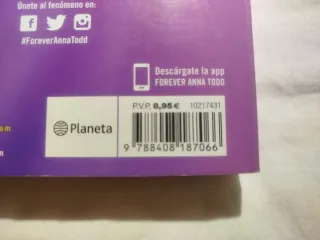 Únete al fenómeno en:
#ForeverAnnaTodd
Descárgate la app
FOREVER ANNA TODD
P.V.P. 8,95 € 10217431
Planeta
9 788408 187066